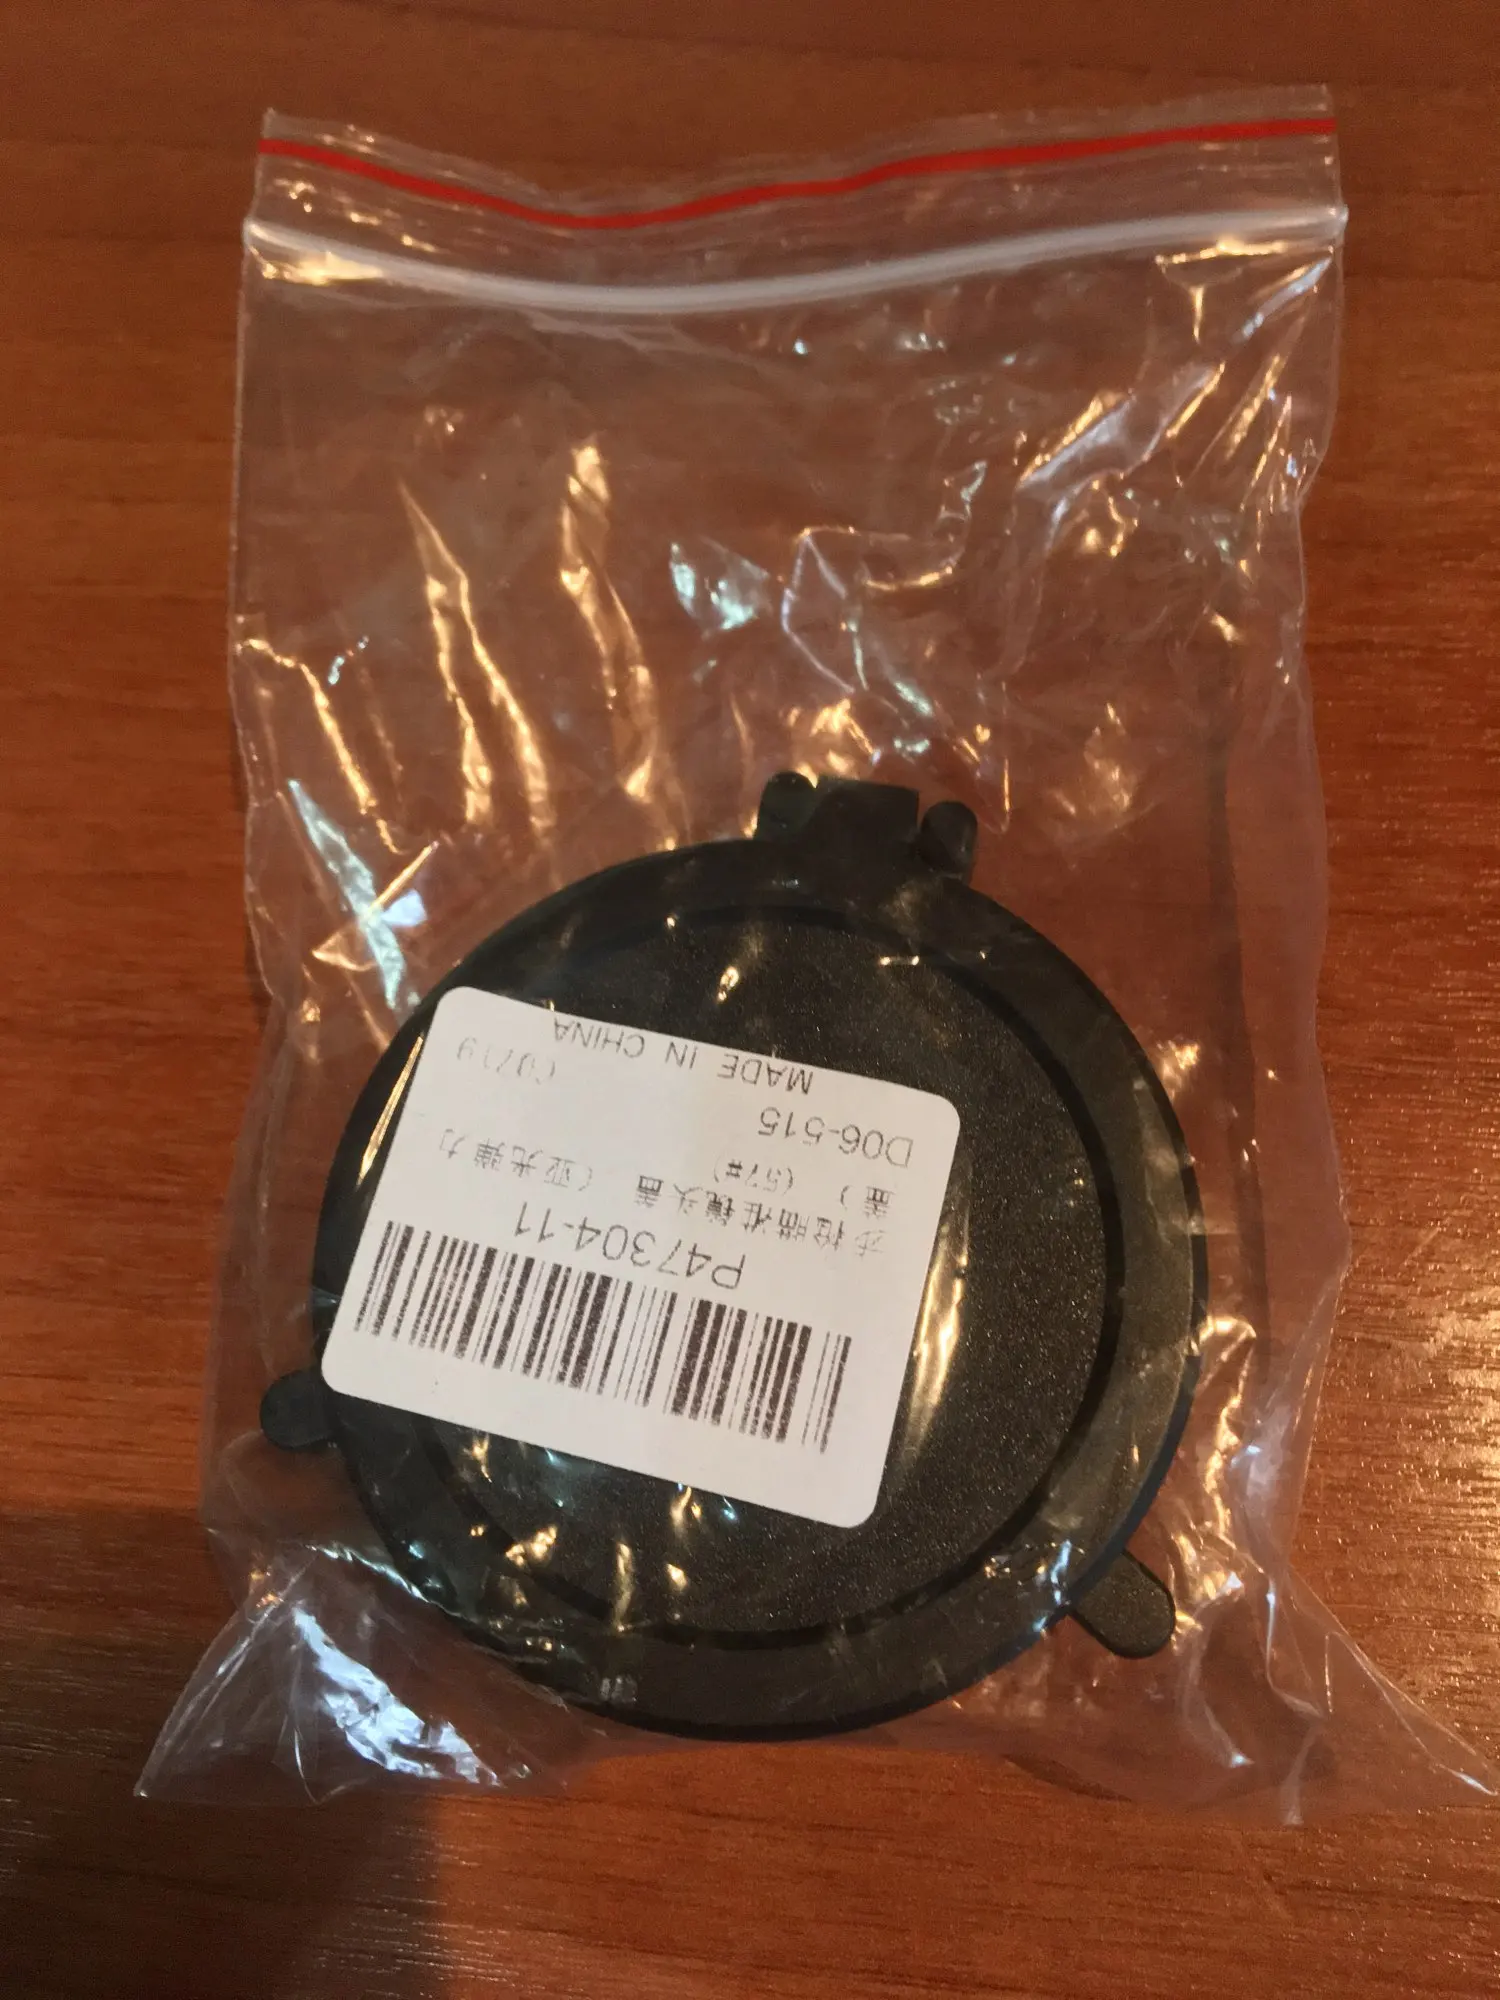 P47304-11
步枪瞄准镜头盖 (亚光弹力
盖) (57#)
D06-515
MADE IN CHINA